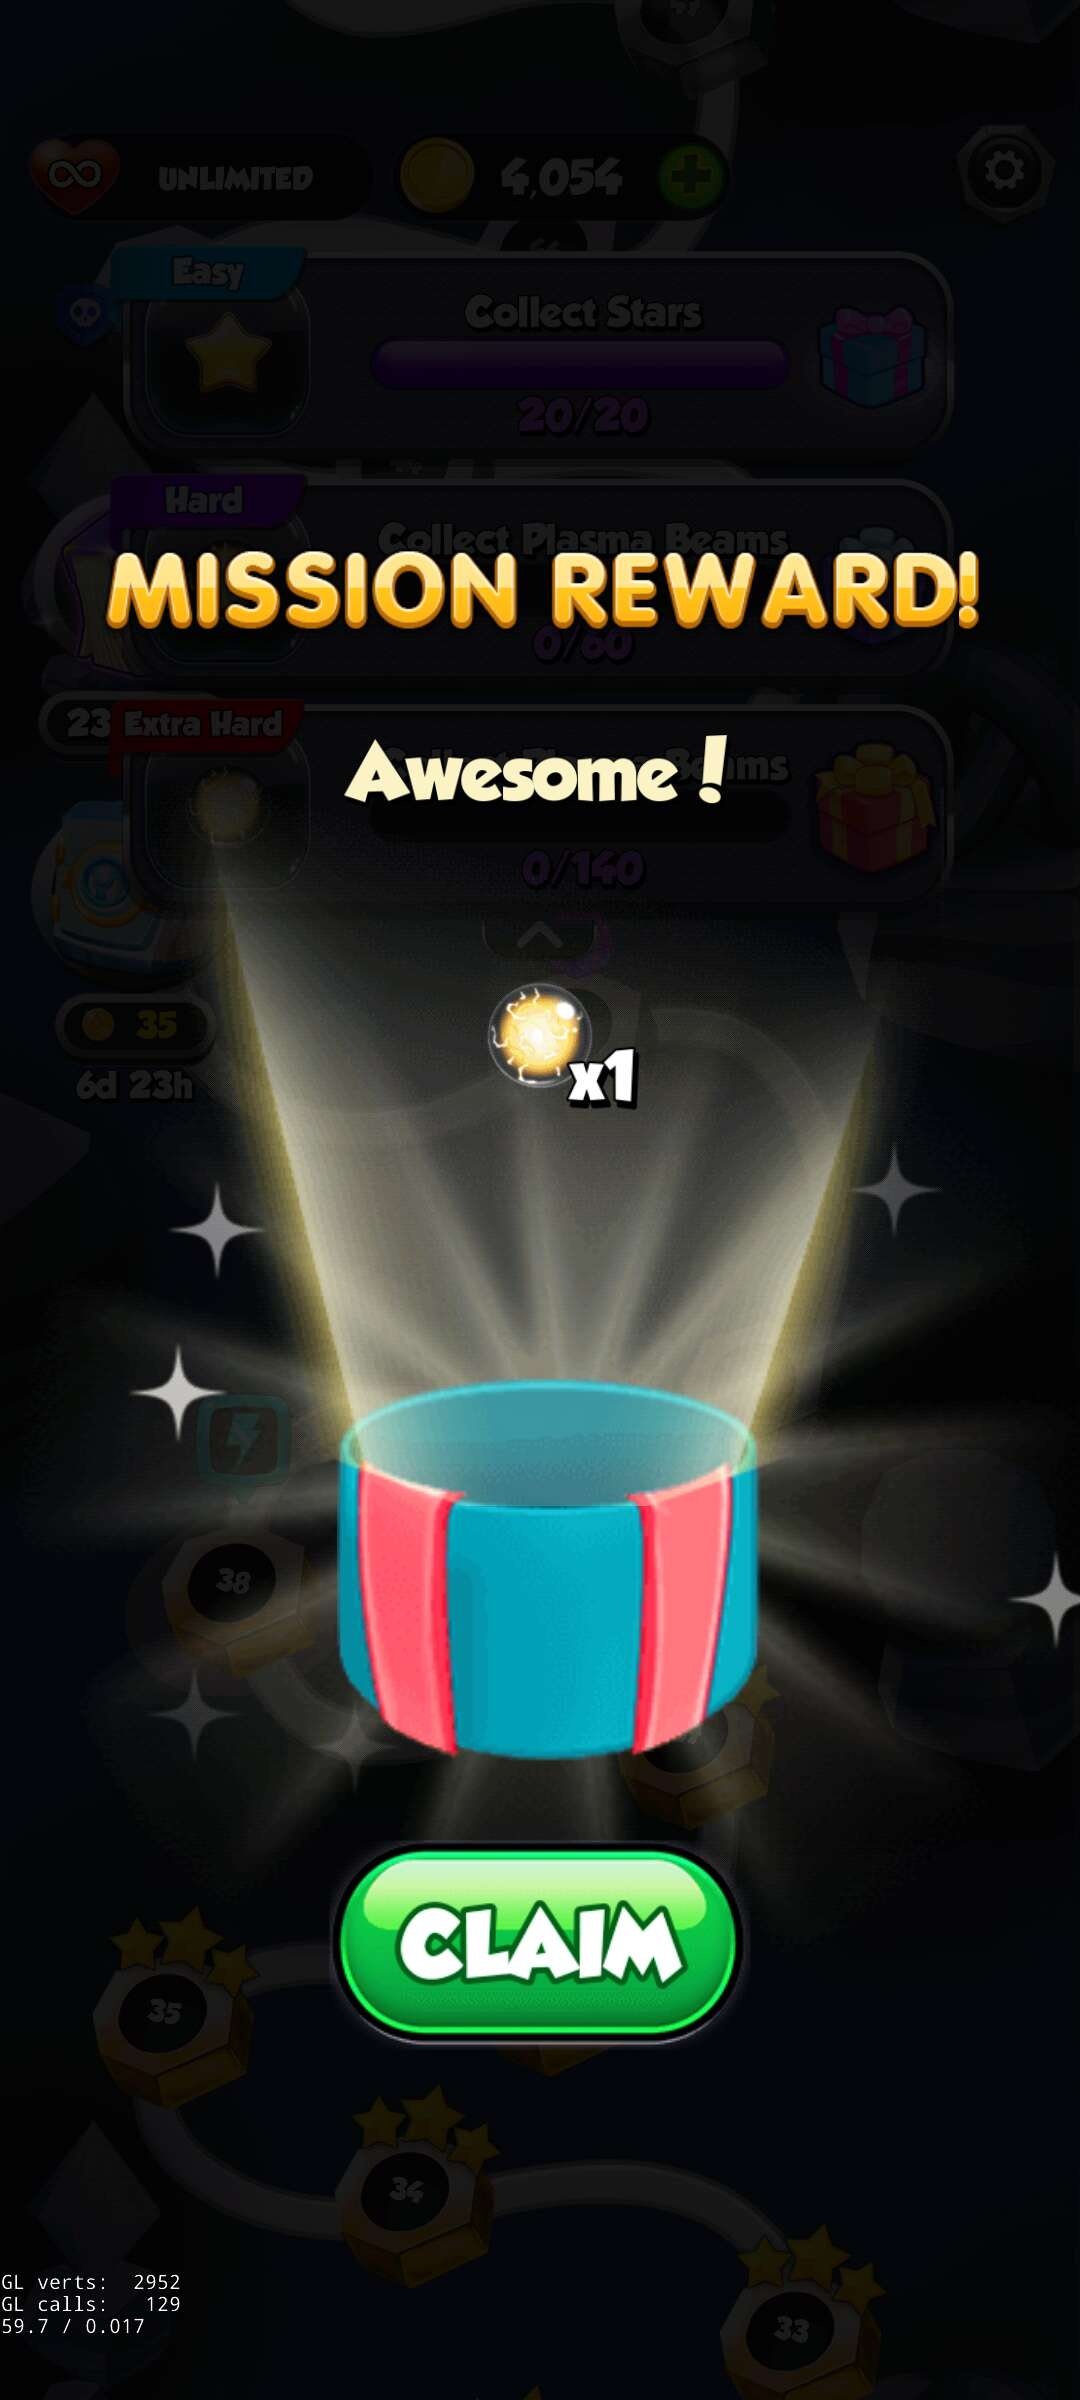 UNLIMITED
4,054
Easy
Collect Stars
20/20
Hard
Collect Plasma Beams
MISSION REWARD!
0/60
23
Extra Hard
Awesome!
0/140
35
6d 23h
x1
38
CLAIM
35
34
33
GL verts: 2952
GL calls: 129
59.7 / 0.017